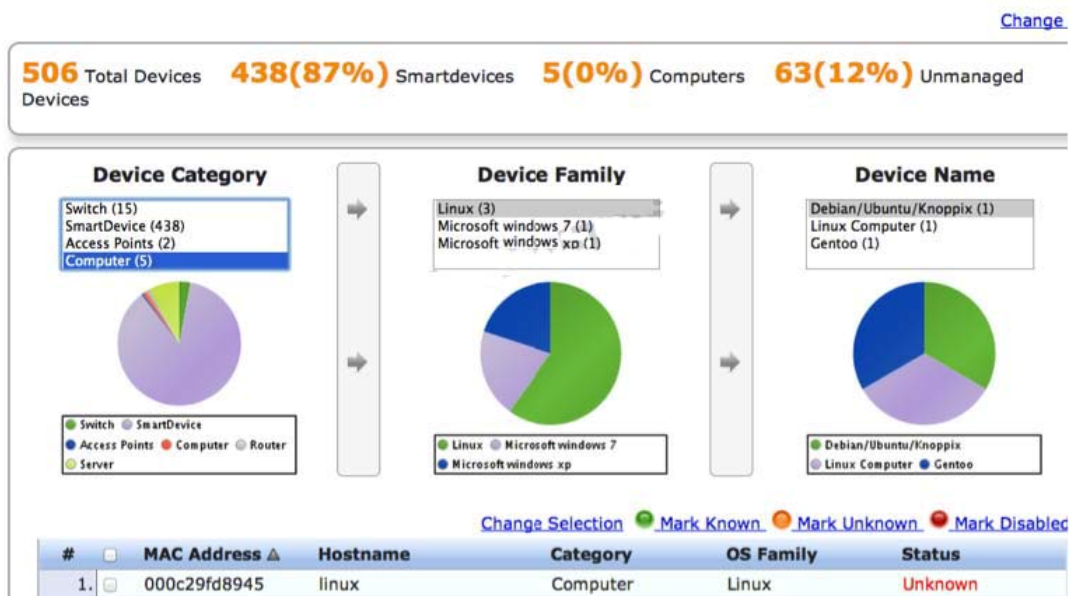 Change
506 Total Devices 438(87%) Smartdevices 5(0%) Computers 63(12%) Unmanaged
Devices
Device Category
Switch (15)
SmartDevice (438)
Access Points (2)
Computer (5)
Switch SmartDevice
Access Points Computer Router
Server
Device Family
Linux (3)
Microsoft windows 7 (1)
Microsoft windows xp (1)
Linux Microsoft windows 7
Microsoft windows xp
Device Name
Debian/Ubuntu/Knoppix (1)
Linux Computer (1)
Gentoo (1)
Debian/Ubuntu/Knoppix
Linux Computer Gentoo
Change Selection Mark Known Mark Unknown Mark Disabled
# MAC Address Hostname Category OS Family Status
1. 000c29fd8945 linux Computer Linux Unknown